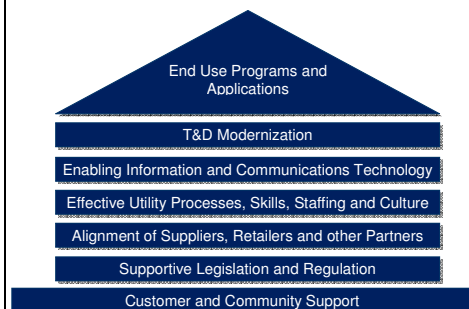 End Use Programs and
Applications
T&D Modernization
Enabling Information and Communications Technology
Effective Utility Processes, Skills, Staffing and Culture
Alignment of Suppliers, Retailers and other Partners
Supportive Legislation and Regulation
Customer and Community Support